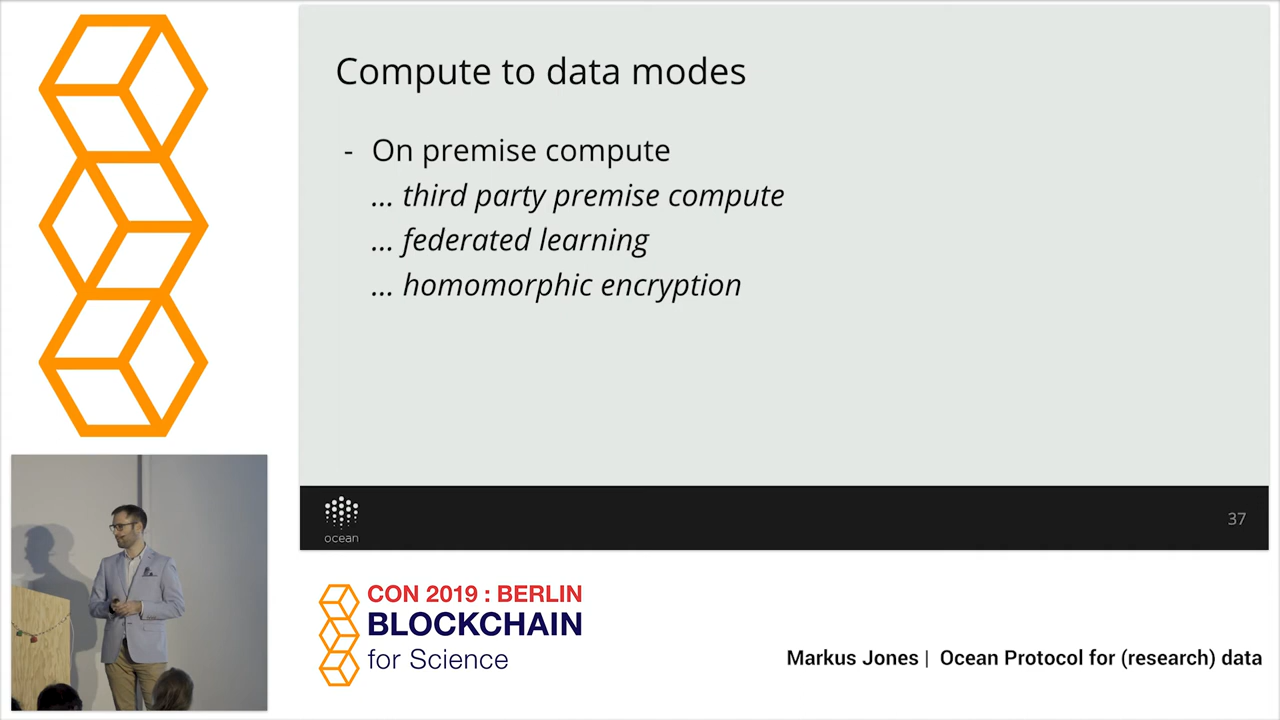 Compute to data modes
- On premise compute
... third party premise compute
... federated learning
... homomorphic encryption
ocean
37
CON 2019 : BERLIN
BLOCKCHAIN
for Science
Markus Jones | Ocean Protocol for (research) data